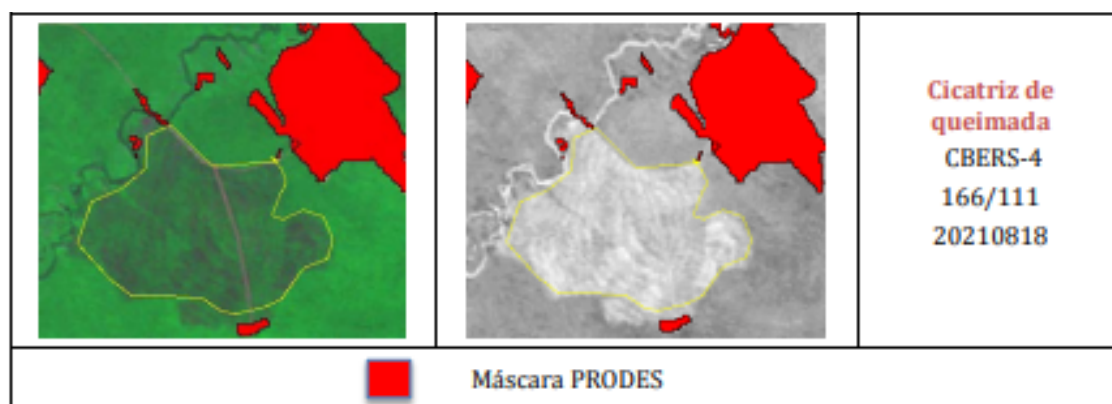 Cicatriz de
queimada
CBERS-4
166/111
20210818
Máscara PRODES